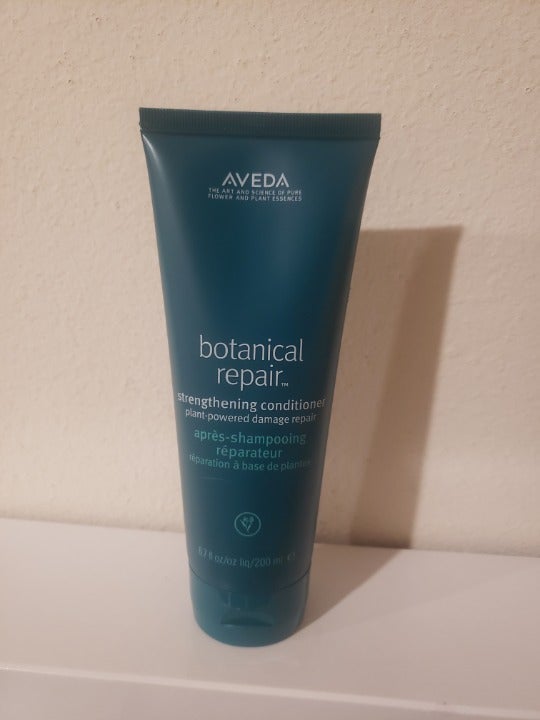 AVEDA
THE ART AND SCIENCE OF PURE
FLOWER AND PLANT ESSENCES
botanical
repair™
strengthening conditioner
plant-powered damage repair
après-shampooing
réparateur
réparation à base de plantes
6.7 fl oz/oz liq/200 ml ℮